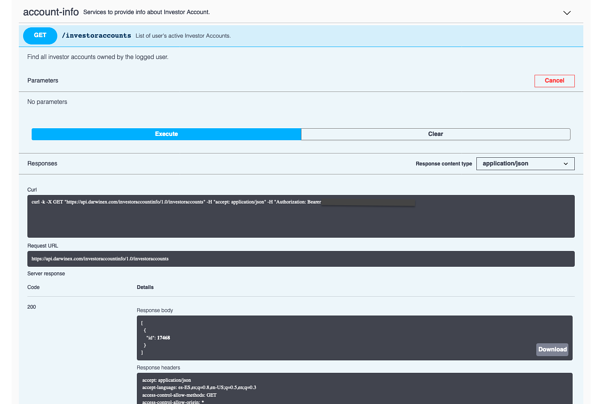 account-info Services to provide info about Investor Account.
GET /investoraccounts List of user's active Investor Accounts.
Find all investor accounts owned by the logged user.
Parameters
Cancel
No parameters
Execute
Clear
Responses
Response content type
application/json
Curl
curl -k -X GET "https://api.darwinex.com/investoraccountinfo/1.0/investoraccounts" -H "accept: application/json" -H "Authorization: Bearer
Request URL
https://api.darwinex.com/investoraccountinfo/1.0/investoraccounts
Server response
Code
Details
200
Response body
[
{
"id": 17468
}
]
Download
Response headers
accept: application/json
accept-language: es-ES,es;q=0.8,en-US;q=0.5,en;q=0.3
access-control-allow-methods: GET
access-control-allow-origin: *